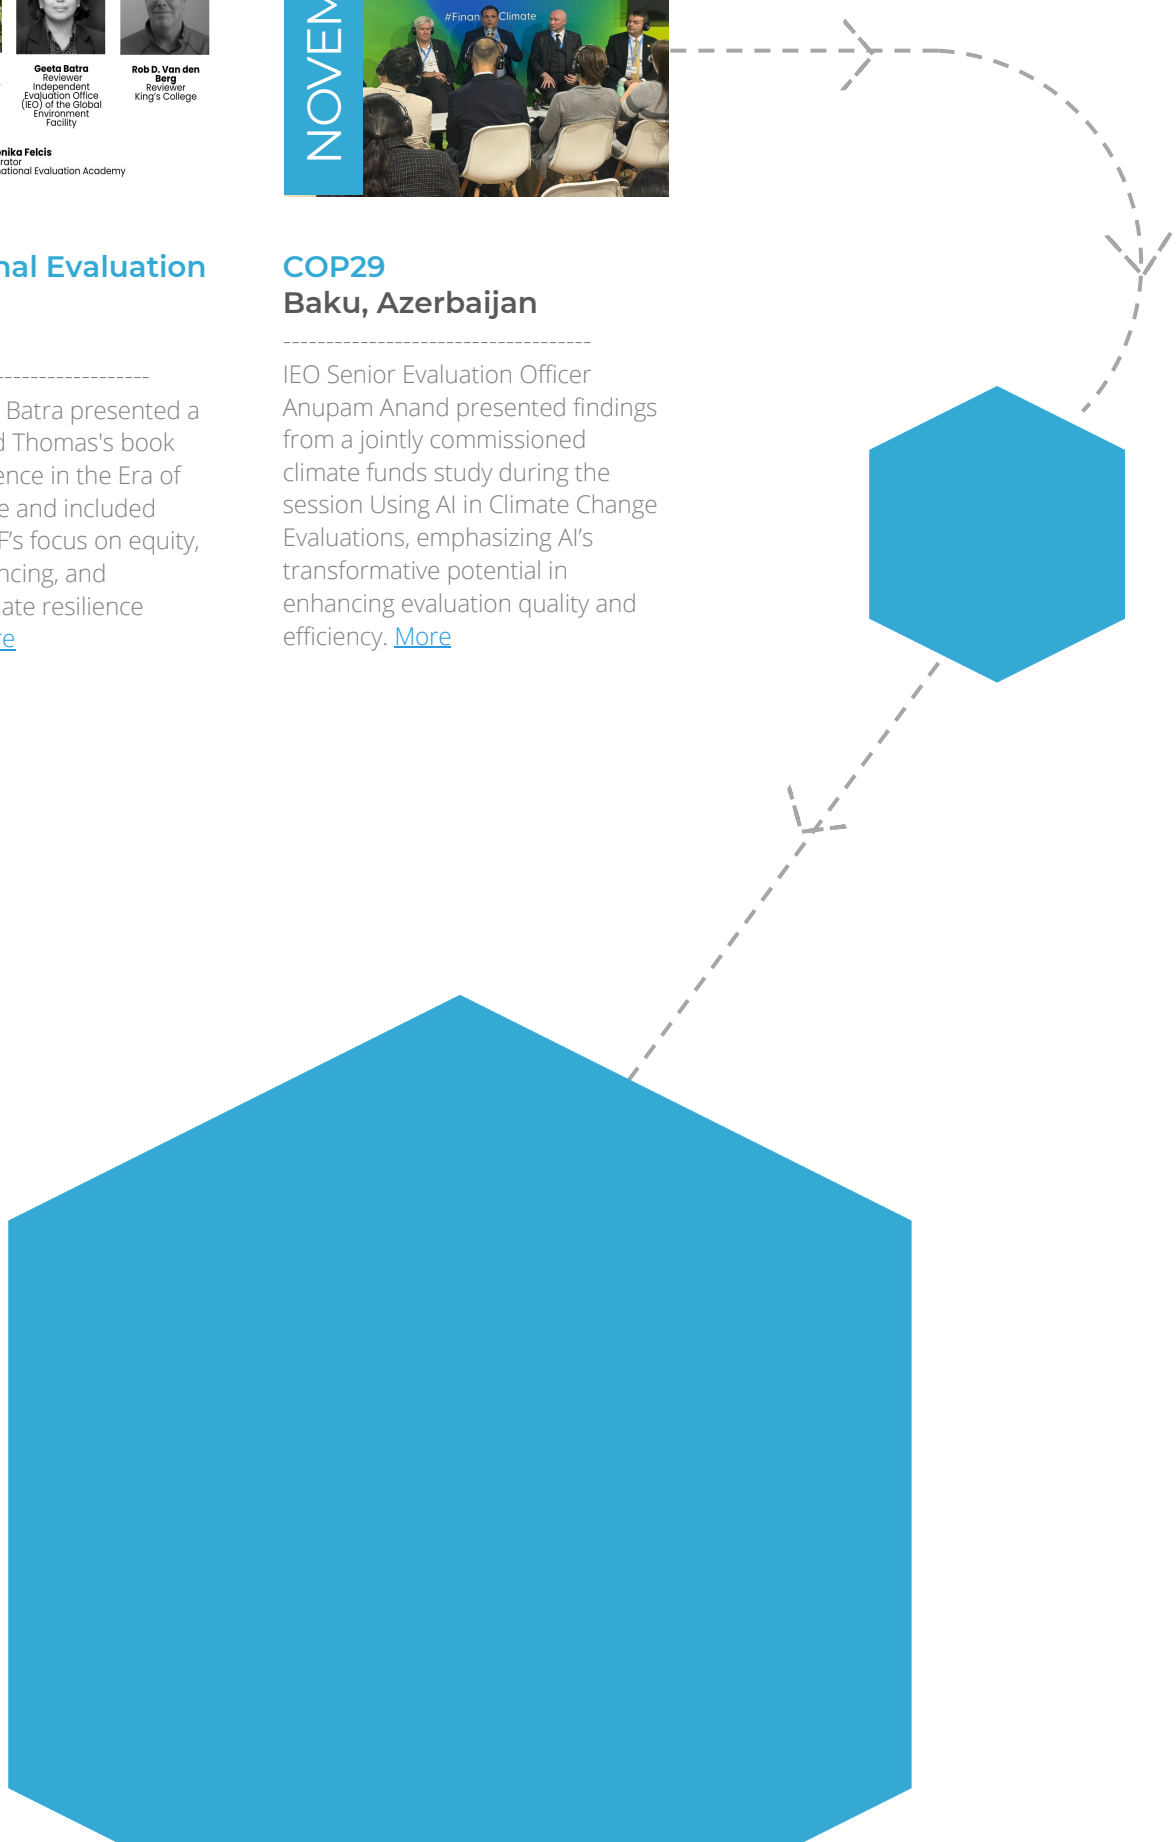 Geeta Batra
Reviewer
Independent
Evaluation Office
(IEO) of the Global
Environment
Facility
Rob D. Van den
Berg
Reviewer
King's College
nika Felcis
rator
national Evaluation Academy
nal Evaluation
Batra presented a
d Thomas's book
ence in the Era of
e and included
F’s focus on equity,
ncing, and
ate resilience
re
NOVEM
#Finan Climate
COP29
Baku, Azerbaijan
IEO Senior Evaluation Officer
Anupam Anand presented findings
from a jointly commissioned
climate funds study during the
session Using AI in Climate Change
Evaluations, emphasizing AI’s
transformative potential in
enhancing evaluation quality and
efficiency. More